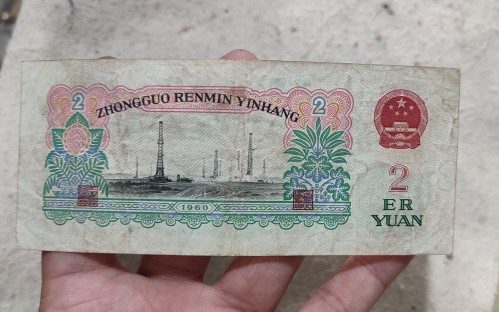 2
2
ZHONGGUO RENMIN YINHANG
2
ER
YUAN
1960